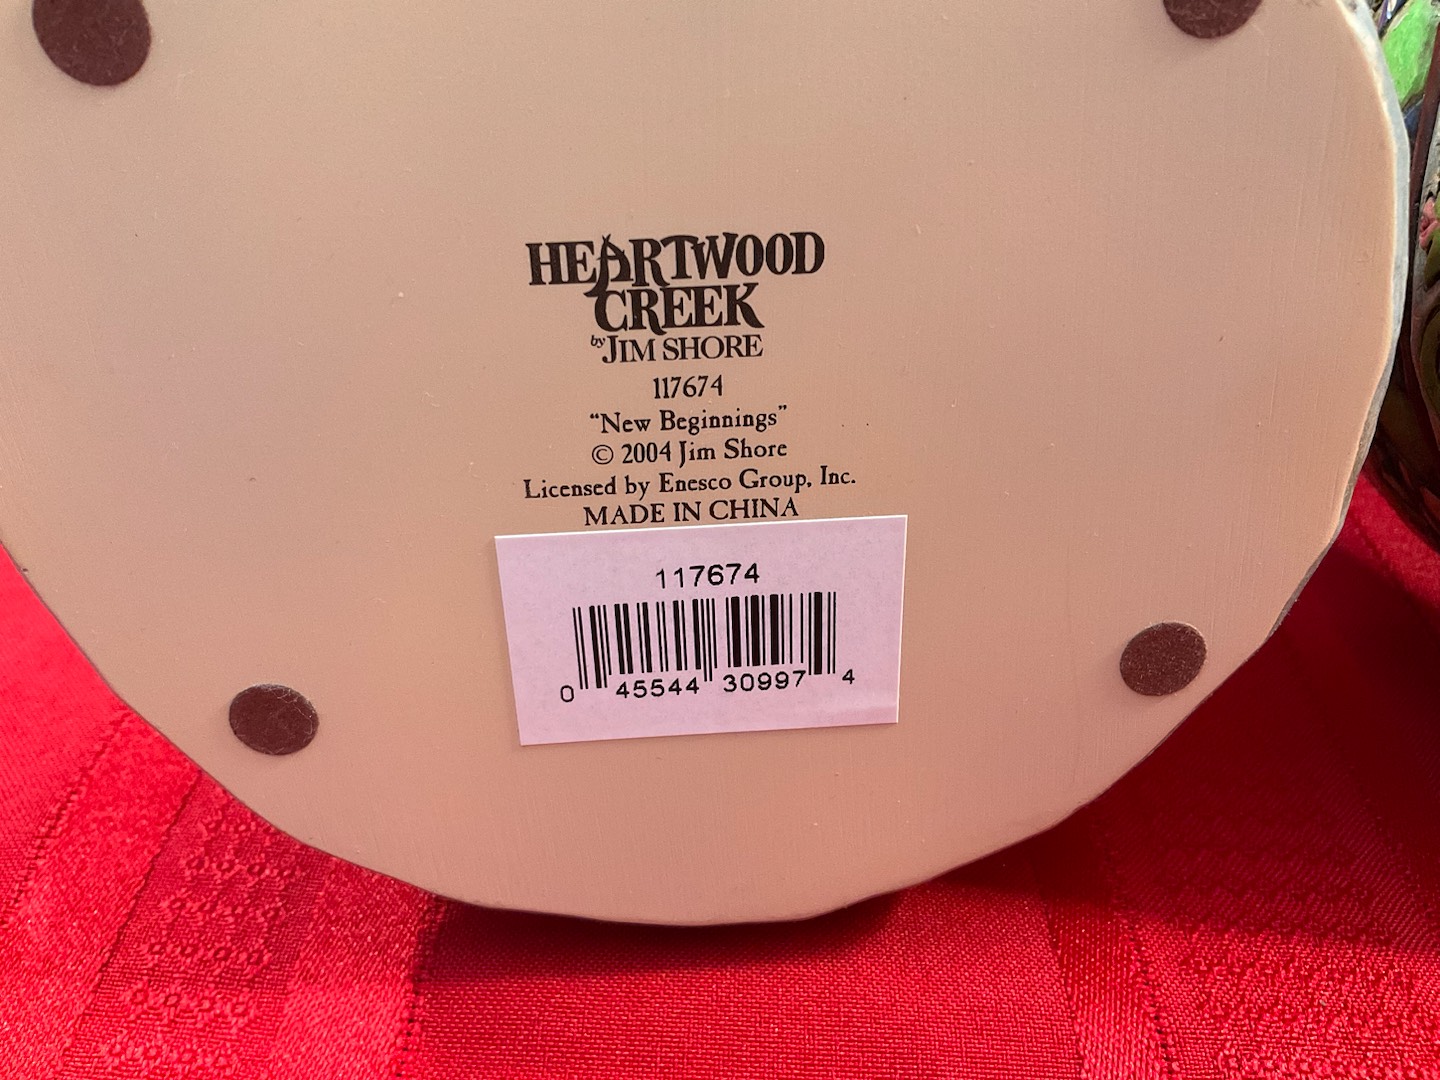 HEARTWOOD
CREEK
by JIM SHORE
117674
“New Beginnings”
© 2004 Jim Shore
Licensed by Enesco Group, Inc.
MADE IN CHINA
117674
0 45544 30997 4